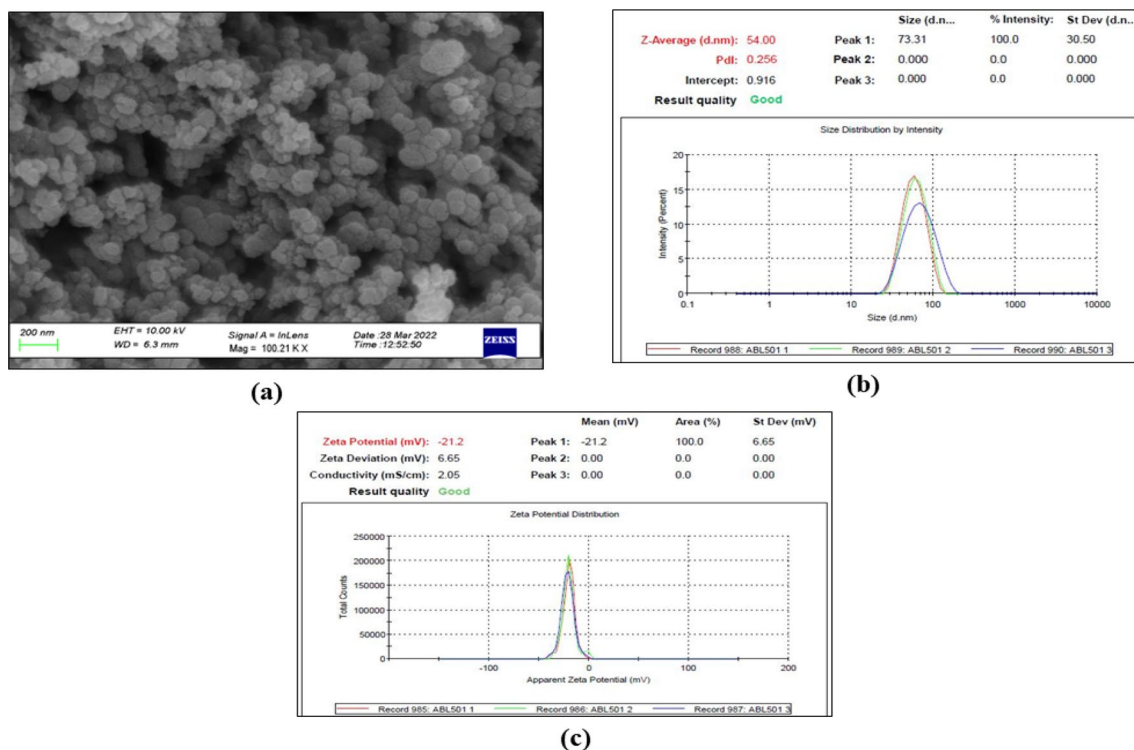 200 nm
EHT = 10.00 kV
WD = 6.3 mm
Signal A = InLens
Mag = 100.21 K X
Date :28 Mar 2022
Time :12:52:50
ZEISS
(a)
Size (d.n... % Intensity: St Dev (d.n...
Z-Average (d.nm): 54.00 Peak 1: 73.31 100.0 30.50
PdI: 0.256 Peak 2: 0.000 0.0 0.000
Intercept: 0.916 Peak 3: 0.000 0.0 0.000
Result quality Good
Size Distribution by Intensity
Intensity (Percent)
20
15
10
5
0
0.1 1 10 100 1000 10000
Size (d.nm)
Record 988: ABL501 1 Record 989: ABL501 2 Record 990: ABL501 3
(b)
Mean (mV) Area (%) St Dev (mV)
Zeta Potential (mV): -21.2 Peak 1: -21.2 100.0 6.65
Zeta Deviation (mV): 6.65 Peak 2: 0.00 0.0 0.00
Conductivity (mS/cm): 2.05 Peak 3: 0.00 0.0 0.00
Result quality Good
Zeta Potential Distribution
Total Counts
250000
200000
150000
100000
50000
0
-100 0 100 200
Apparent Zeta Potential (mV)
Record 985: ABL501 1 Record 986: ABL501 2 Record 987: ABL501 3
(c)